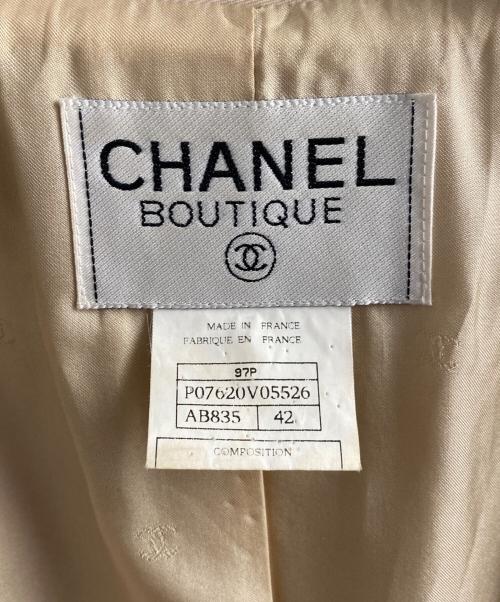 CHANEL
BOUTIQUE
MADE IN FRANCE
FABRIQUE EN FRANCE
97P
P07620V05526
AB835 42
COMPOSITION